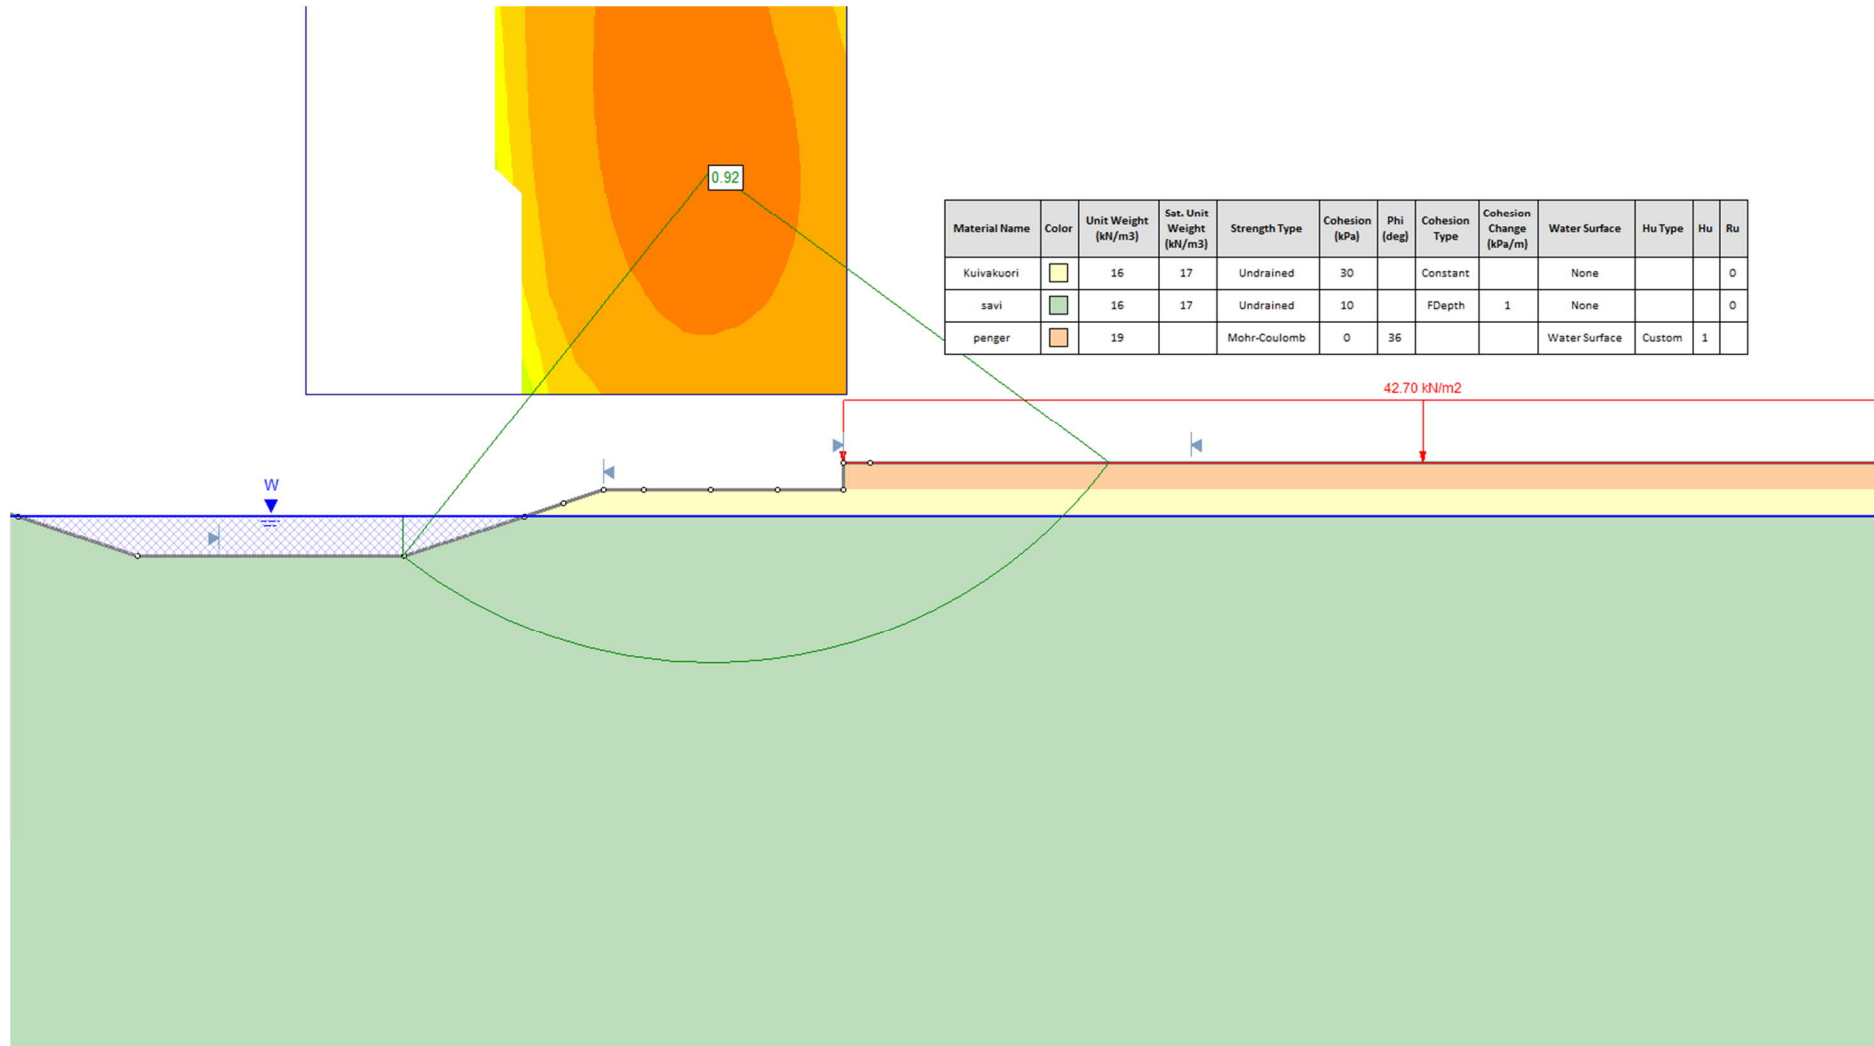 0.92
Material Name Color Unit Weight (kN/m3) Sat. Unit Weight (kN/m3) Strength Type Cohesion (kPa) Phi (deg) Cohesion Type Cohesion Change (kPa/m) Water Surface Hu Type Hu Ru
Kuivakuori 16 17 Undrained 30 Constant None 0
savi 16 17 Undrained 10 FDepth 1 None 0
penger 19 Mohr-Coulomb 0 36 Water Surface Custom 1
42.70 kN/m2
W